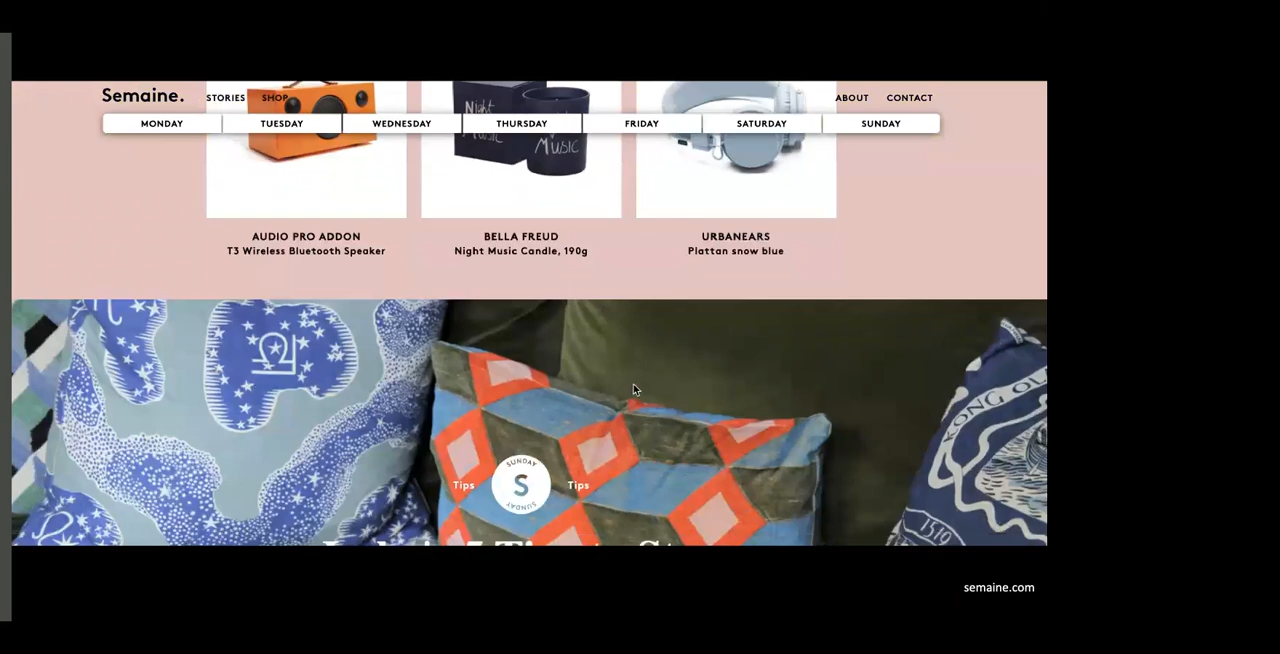 Semaine.
STORIES SHOP
ABOUT CONTACT
MONDAY TUESDAY WEDNESDAY THURSDAY FRIDAY SATURDAY SUNDAY
Night
Music
AUDIO PRO ADDON
T3 Wireless Bluetooth Speaker
BELLA FREUD
Night Music Candle, 190g
URBANEARS
Plattan snow blue
KONG
1519
SUNDAY
Tips S Tips
SUNDAY
semaine.com